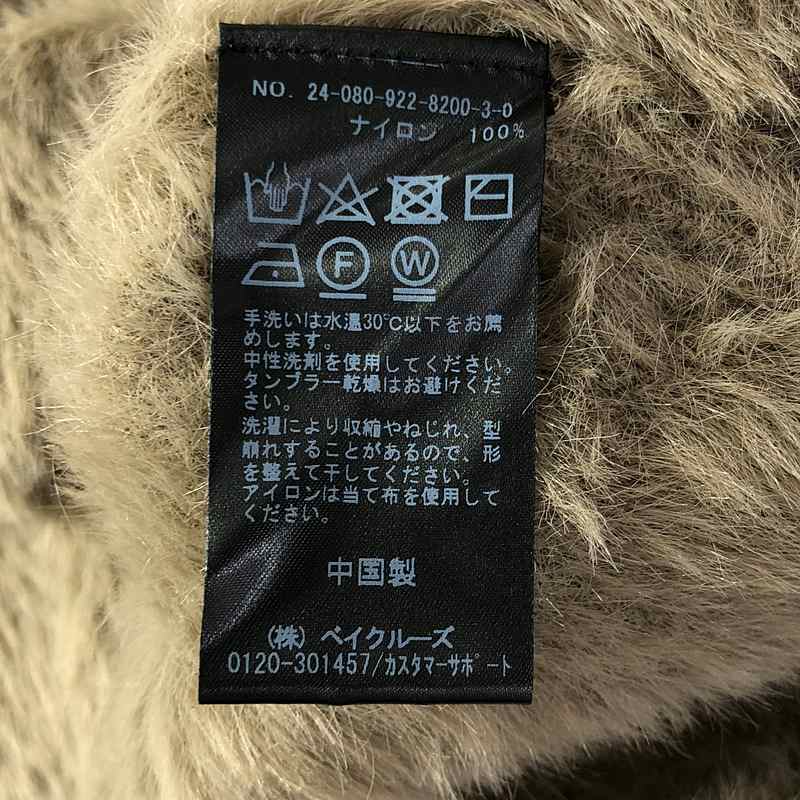 NO. 24-080-922-8200-3-0
ナイロン 100%
F W
手洗いは水温30℃以下をお薦
めします。
中性洗剤を使用してください。
タンブラー乾燥はお避けくだ
さい。
洗濯により収縮やねじれ、型
崩れすることがあるので、形
を整えて干してください。
アイロンは当て布を使用して
ください。
中国製
(株) ベイクルーズ
0120-301457/カスタマーサポート